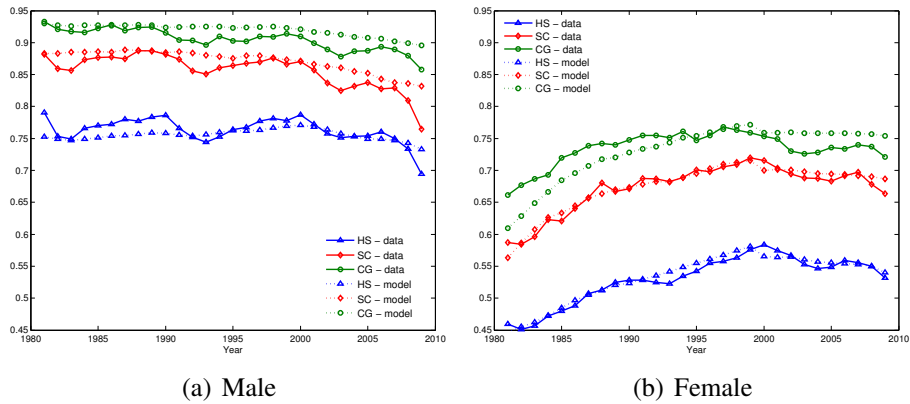 0.95
0.9
0.85
0.8
0.75
0.7
0.65
0.6
0.55
0.5
0.45
1980 1985 1990 1995 2000 2005 2010
Year
HS – data
SC – data
CG – data
HS – model
SC – model
CG – model
(a) Male
0.95
0.9
0.85
0.8
0.75
0.7
0.65
0.6
0.55
0.5
0.45
1980 1985 1990 1995 2000 2005 2010
Year
HS – data
SC – data
CG – data
HS – model
SC – model
CG – model
(b) Female